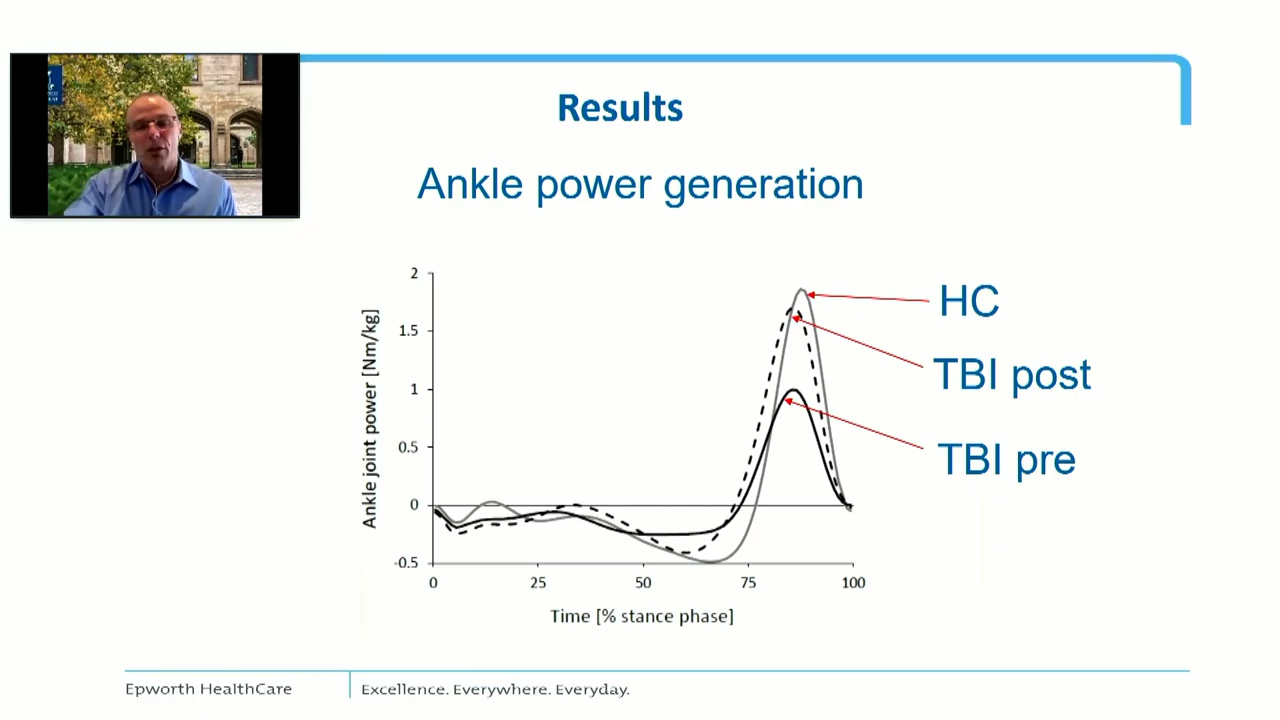 Results
Ankle power generation
Ankle joint power [Nm/kg]
2
1.5
1
0.5
0
-0.5
0
25
50
75
100
Time [% stance phase]
HC
TBI post
TBI pre
Epworth HealthCare
Excellence. Everywhere. Everyday.